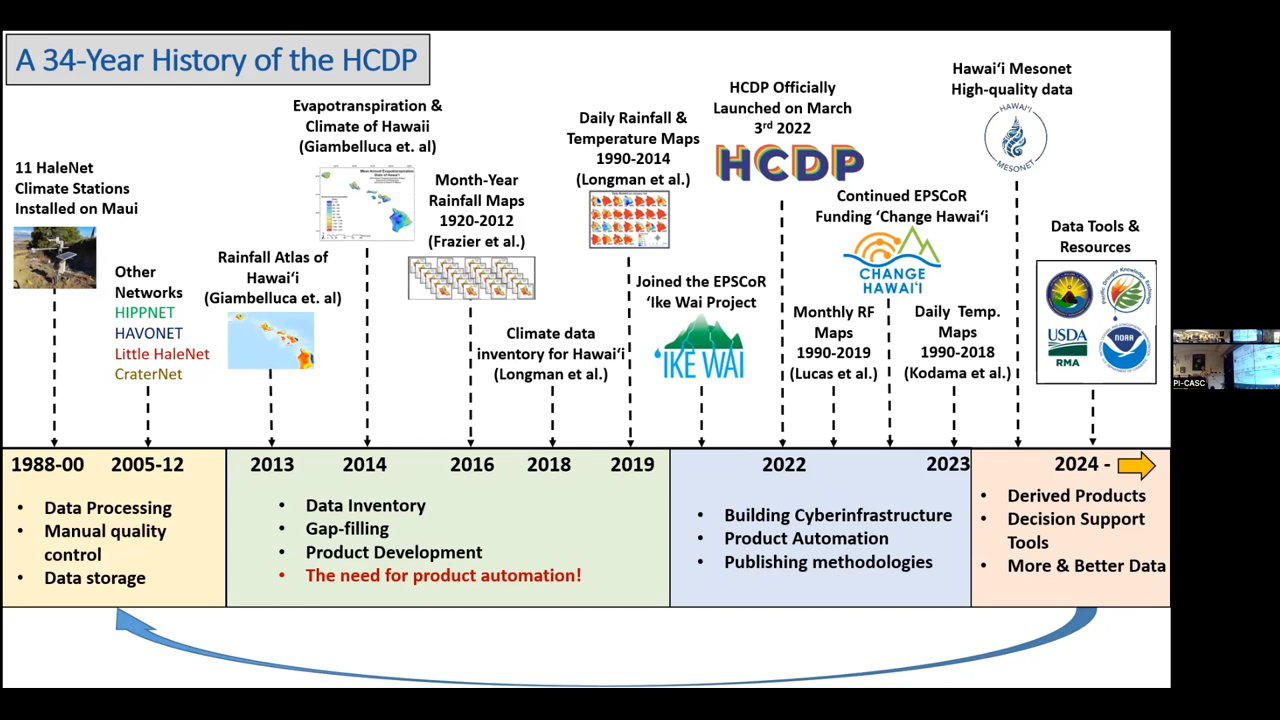 A 34-Year History of the HCDP
11 HaleNet
Climate Stations
Installed on Maui
Other
Networks
HIPPNET
HAVONET
Little HaleNet
CraterNet
Rainfall Atlas of
Hawai‘i
(Giambelluca et. al)
Evapotranspiration &
Climate of Hawaii
(Giambelluca et. al)
Month-Year
Rainfall Maps
1920-2012
(Frazier et al.)
Climate data
inventory for Hawai‘i
(Longman et al.)
Daily Rainfall &
Temperature Maps
1990-2014
(Longman et al.)
Joined the EPSCoR
‘Ike Wai Project
IKE WAI
HCDP Officially
Launched on March
3rd 2022
HCDP
Monthly RF
Maps
1990-2019
(Lucas et al.)
Continued EPSCoR
Funding ‘Change Hawai‘i
CHANGE
HAWAI‘I
Daily Temp.
Maps
1990-2018
(Kodama et al.)
Hawai‘i Mesonet
High-quality data
HAWAI‘I
MESONET
Data Tools &
Resources
USDA
RMA
NOAA
PI-CASC
1988-00
2005-12
2013
2014
2016
2018
2019
2022
2023
2024 -
• Data Processing
• Manual quality
control
• Data storage
• Data Inventory
• Gap-filling
• Product Development
• The need for product automation!
• Building Cyberinfrastructure
• Product Automation
• Publishing methodologies
• Derived Products
• Decision Support
Tools
• More & Better Data